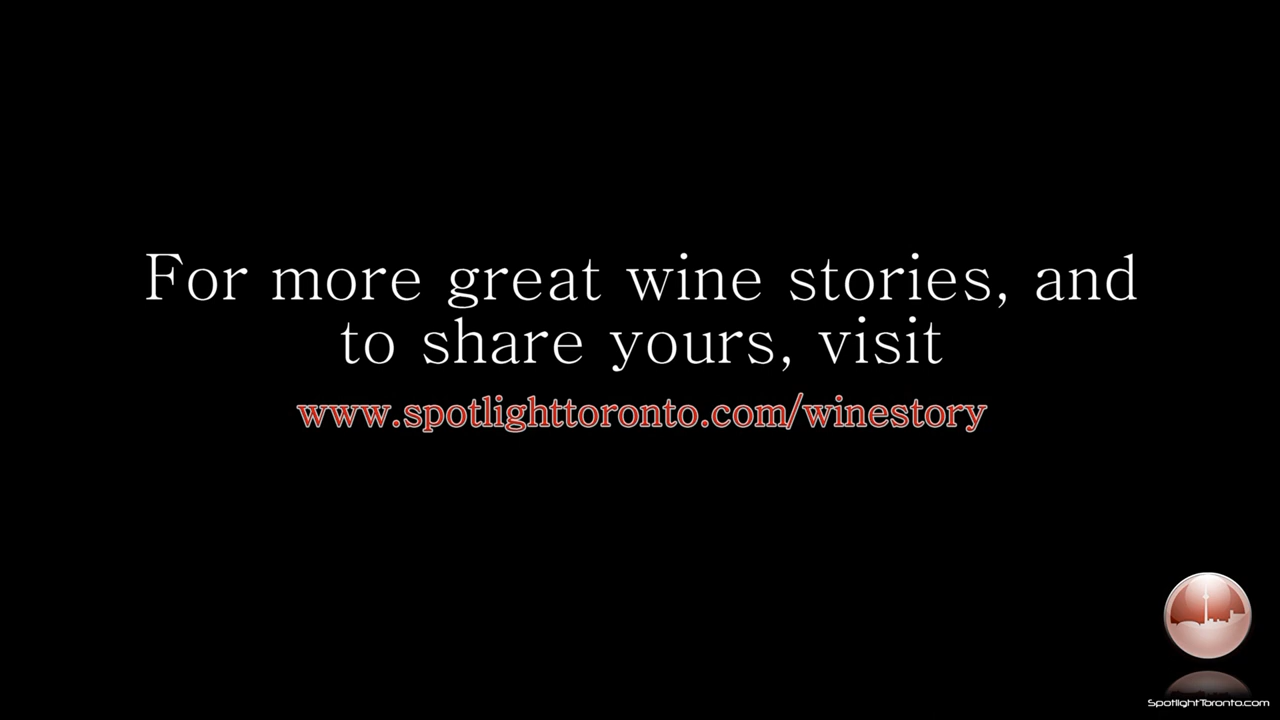 For more great wine stories, and
to share yours, visit
www.spotlighttoronto.com/winestory
SpotlightToronto.com